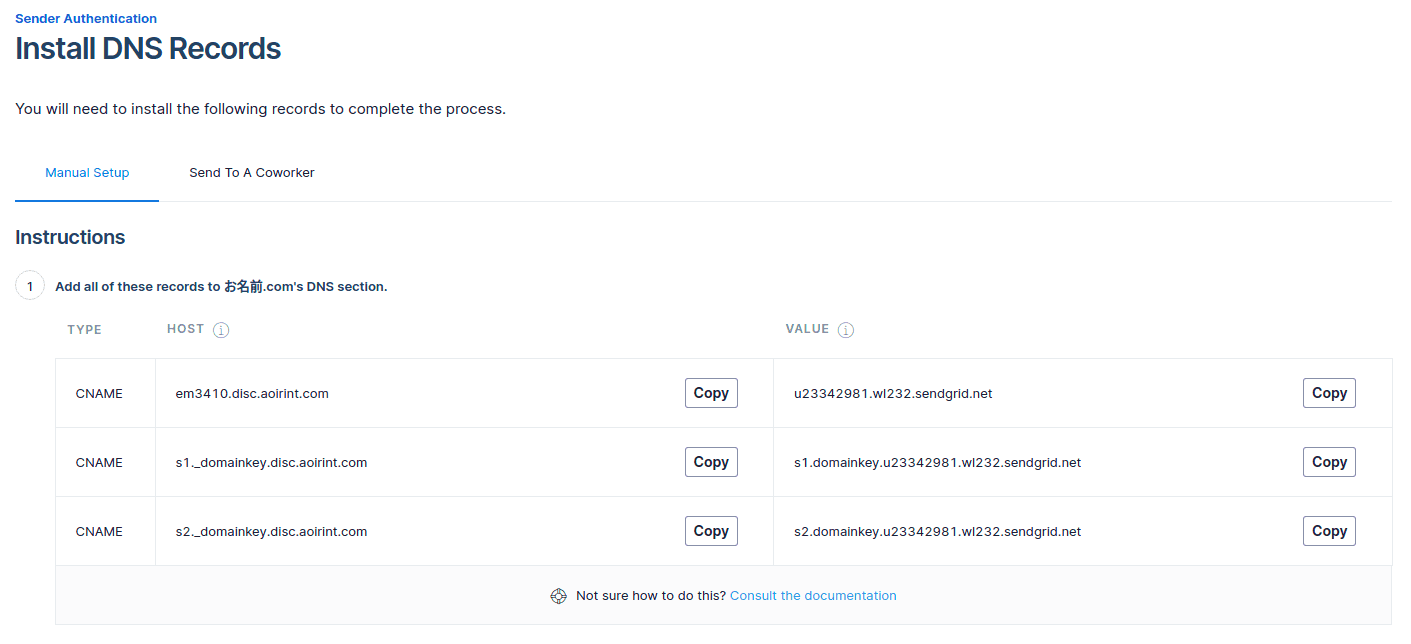 Sender Authentication
Install DNS Records
You will need to install the following records to complete the process.
Manual Setup Send To A Coworker
Instructions
1 Add all of these records to お名前.com's DNS section.
TYPE HOST VALUE
CNAME em3410.disc.aoirint.com Copy u23342981.wl232.sendgrid.net Copy
CNAME s1._domainkey.disc.aoirint.com Copy s1.domainkey.u23342981.wl232.sendgrid.net Copy
CNAME s2._domainkey.disc.aoirint.com Copy s2.domainkey.u23342981.wl232.sendgrid.net Copy
Not sure how to do this? Consult the documentation